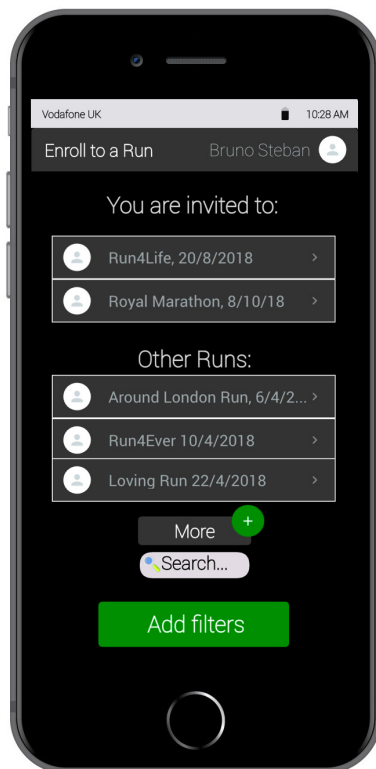 Vodafone UK 10:28 AM
Enroll to a Run Bruno Steban
You are invited to:
Run4Life, 20/8/2018
Royal Marathon, 8/10/18
Other Runs:
Around London Run, 6/4/2...
Run4Ever 10/4/2018
Loving Run 22/4/2018
More +
Search...
Add filters